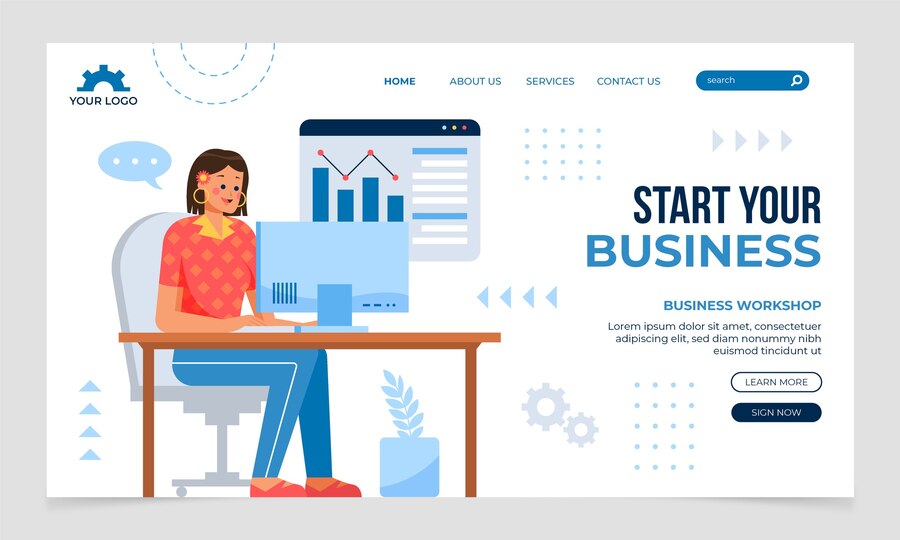 YOUR LOGO
HOME ABOUT US SERVICES CONTACT US search
START YOUR
BUSINESS
BUSINESS WORKSHOP
Lorem ipsum dolor sit amet, consectetuer
adipiscing elit, sed diam nonummy nibh
euismod tincidunt ut
LEARN MORE
SIGN NOW